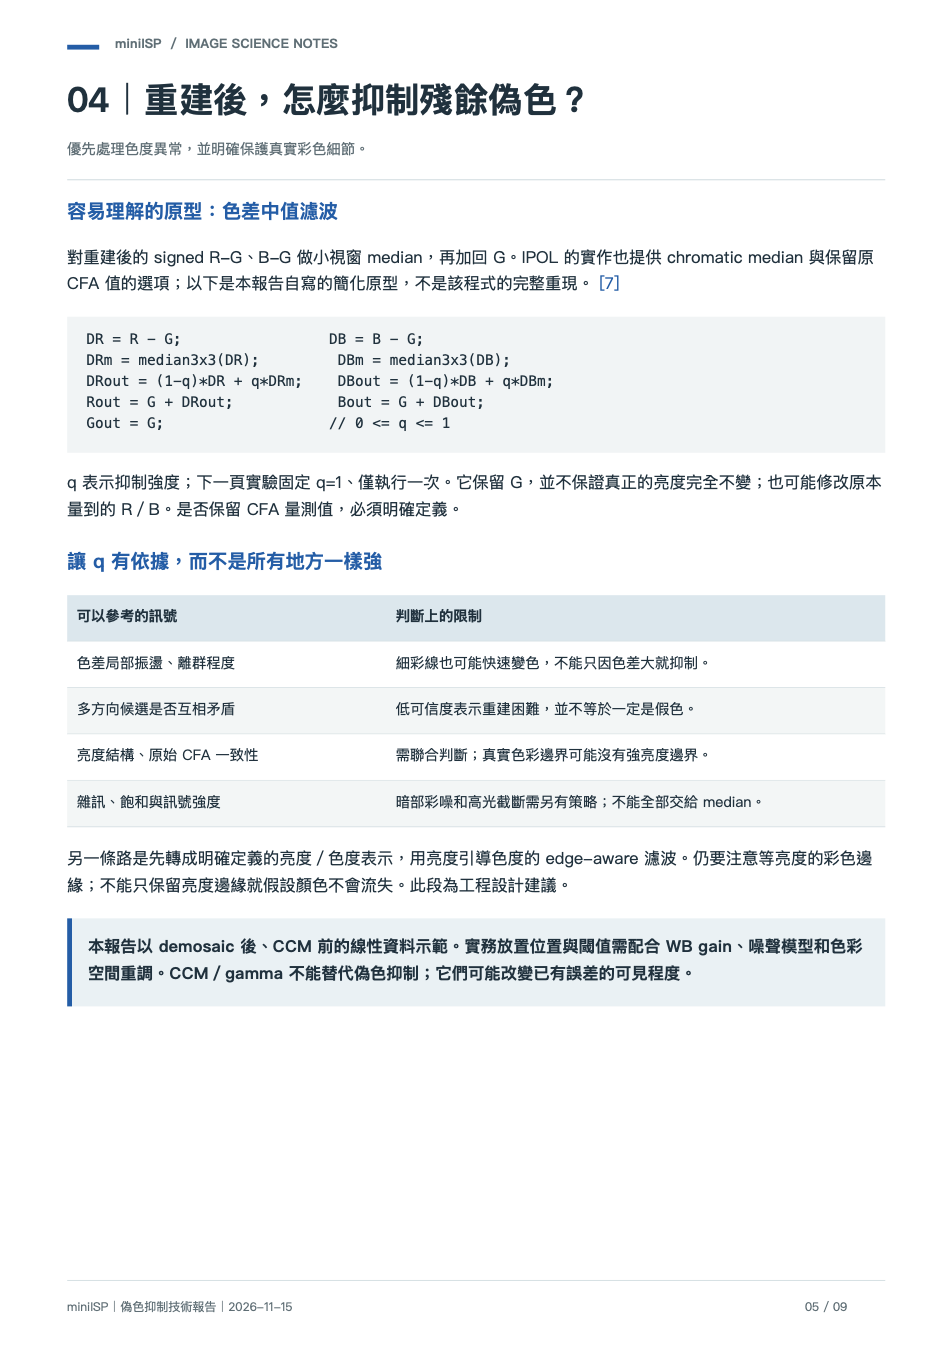 miniISP / IMAGE SCIENCE NOTES
04｜重建後，怎麼抑制殘餘偽色？
優先處理色度異常，並明確保護真實彩色細節。
容易理解的原型：色差中值濾波
對重建後的 signed R–G、B–G 做小視窗 median，再加回 G。IPOL 的實作也提供 chromatic median 與保留原
CFA 值的選項；以下是本報告自寫的簡化原型，不是該程式的完整重現。 [7]
DR = R - G; DB = B - G;
DRm = median3x3(DR); DBm = median3x3(DB);
DRout = (1-q)*DR + q*DRm; DBout = (1-q)*DB + q*DBm;
Rout = G + DRout; Bout = G + DBout;
Gout = G; // 0 <= q <= 1
q 表示抑制強度；下一頁實驗固定 q=1、僅執行一次。它保留 G，並不保證真正的亮度完全不變；也可能修改原本
量到的 R / B。是否保留 CFA 量測值，必須明確定義。
讓 q 有依據，而不是所有地方一樣強
可以參考的訊號 判斷上的限制
色差局部振盪、離群程度 細彩線也可能快速變色，不能只因色差大就抑制。
多方向候選是否互相矛盾 低可信度表示重建困難，並不等於一定是假色。
亮度結構、原始 CFA 一致性 需聯合判斷；真實色彩邊界可能沒有強亮度邊界。
雜訊、飽和與訊號強度 暗部彩噪和高光截斷需另有策略；不能全部交給 median。
另一條路是先轉成明確定義的亮度 / 色度表示，用亮度引導色度的 edge–aware 濾波。仍要注意等亮度的彩色邊
緣；不能只保留亮度邊緣就假設顏色不會流失。此段為工程設計建議。
本報告以 demosaic 後、CCM 前的線性資料示範。實務放置位置與閾值需配合 WB gain、噪聲模型和色彩
空間重調。CCM / gamma 不能替代偽色抑制；它們可能改變已有誤差的可見程度。
miniISP｜偽色抑制技術報告｜2026–11–15 05 / 09